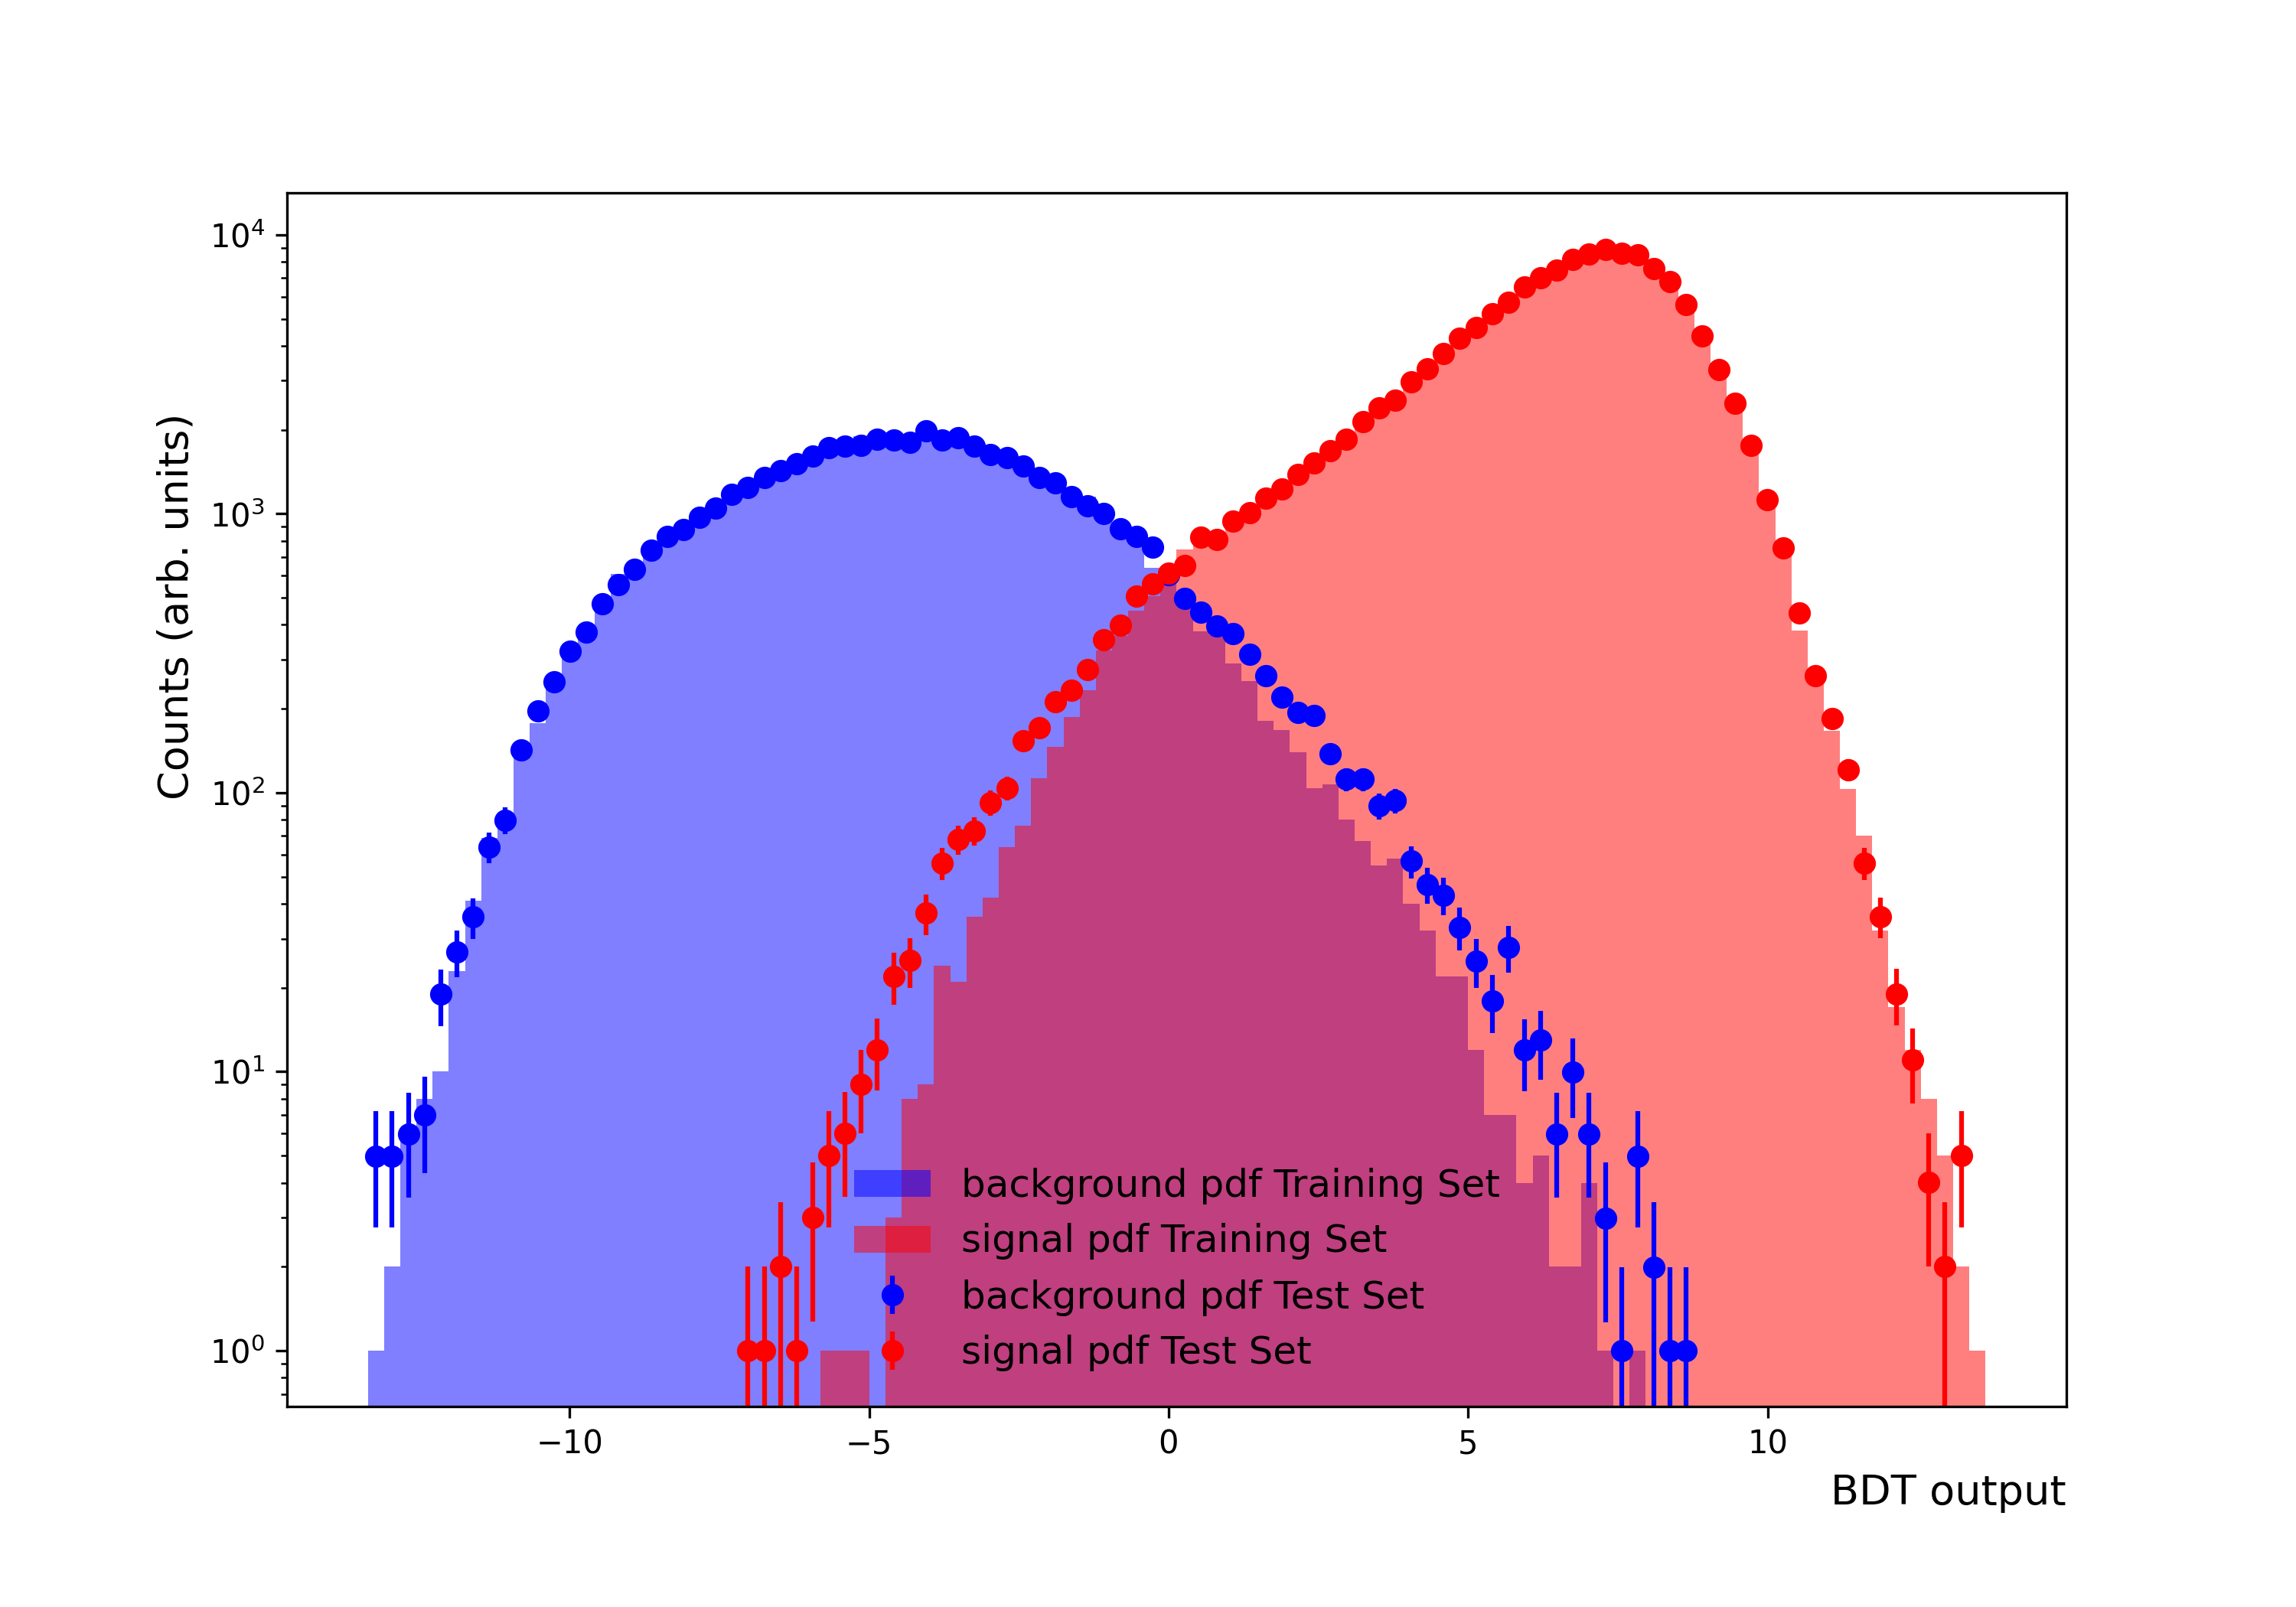 10⁴
10³
10²
10¹
10⁰
Counts (arb. units)
background pdf Training Set
signal pdf Training Set
background pdf Test Set
signal pdf Test Set
−10 −5 0 5 10
BDT output